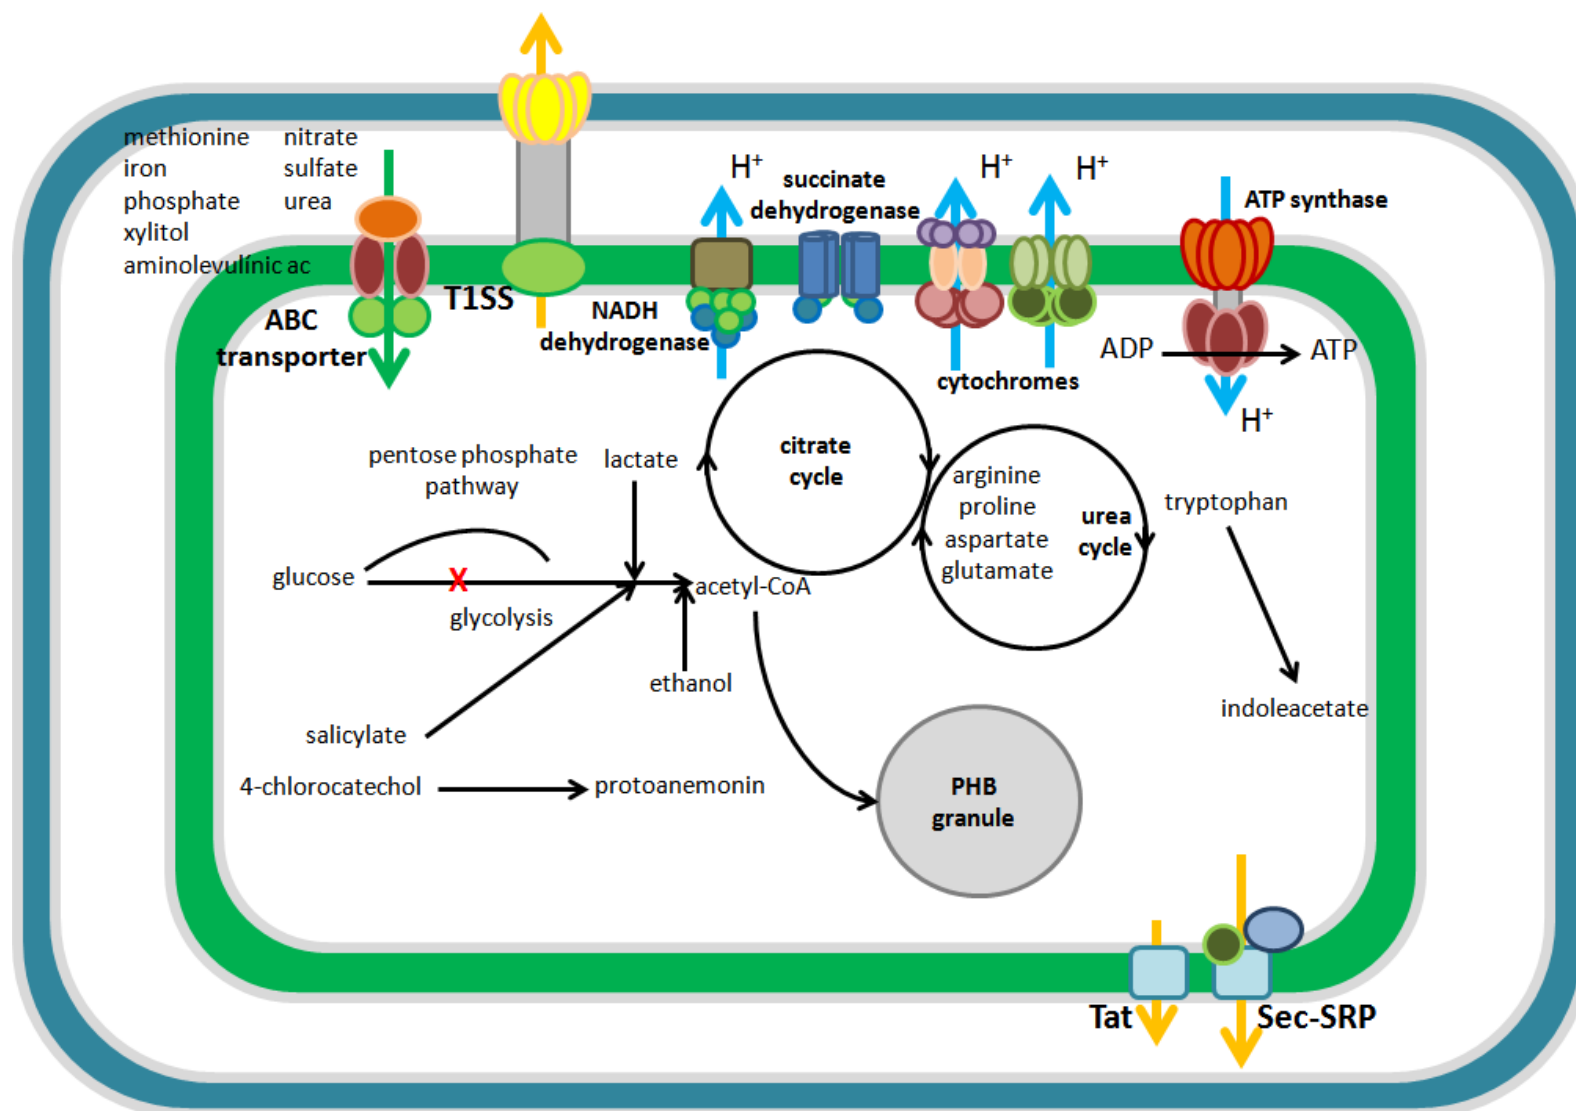 methionine nitrate
iron sulfate
phosphate urea
xylitol
aminolevulínic ac
ABC
transporter
T1SS
H+
NADH
dehydrogenase
succinate
dehydrogenase
H+
H+
cytochromes
ATP synthase
ADP
ATP
H+
pentose phosphate
pathway
lactate
citrate
cycle
arginine
proline
aspartate
glutamate
urea
cycle
tryptophan
glucose
X
glycolysis
acetyl-CoA
ethanol
indoleacetate
salicylate
4-chlorocatechol
protoanemonin
PHB
granule
Tat
Sec-SRP